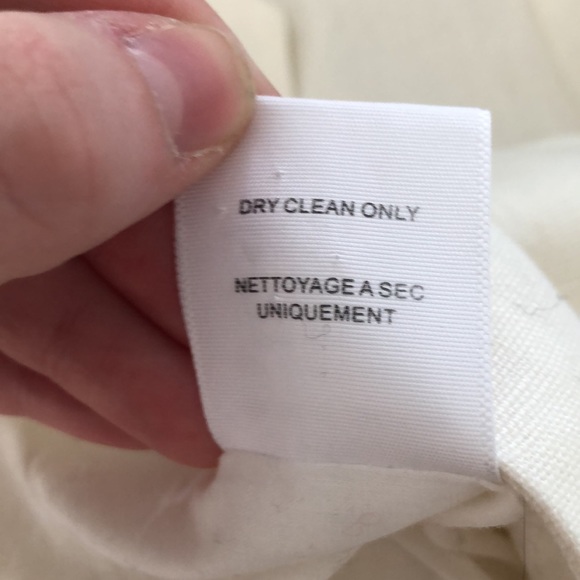 DRY CLEAN ONLY
NETTOYAGE A SEC
UNIQUEMENT